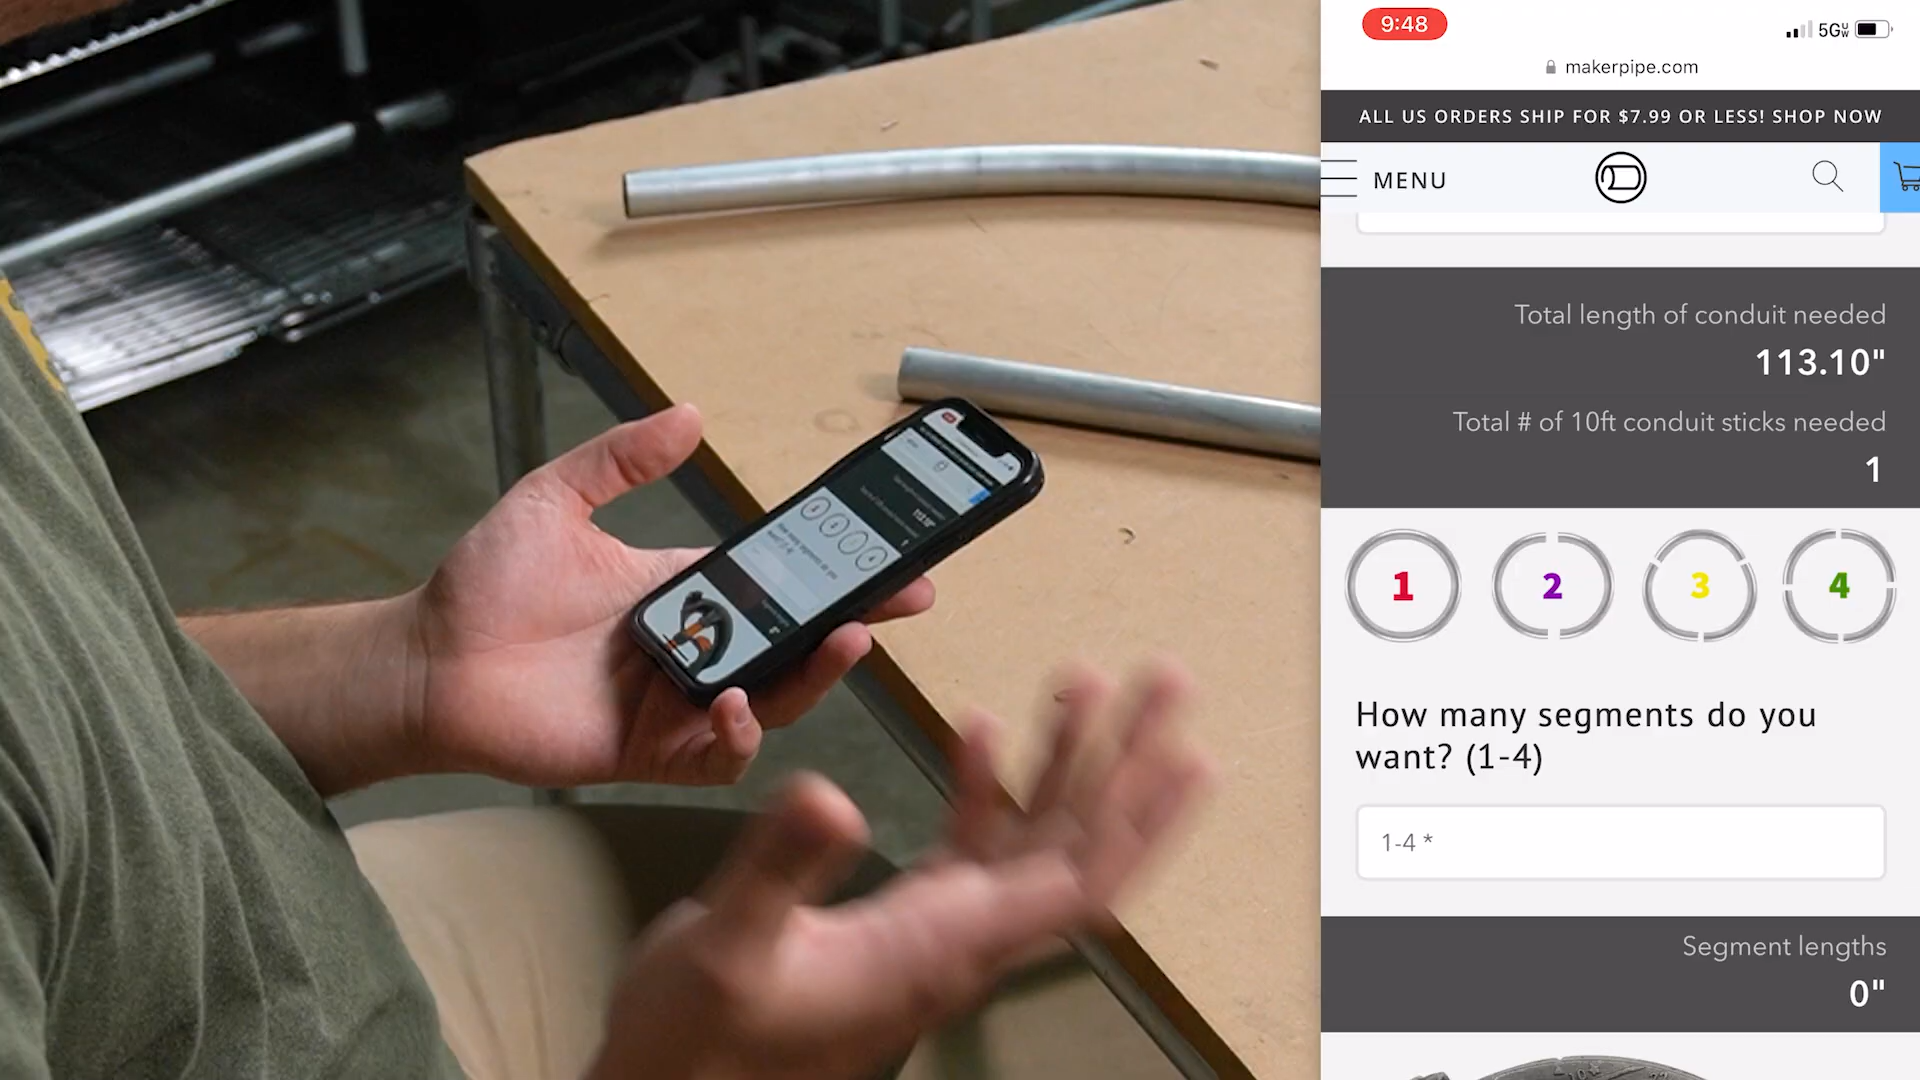 9:48
5G UW
makerpipe.com
ALL US ORDERS SHIP FOR $7.99 OR LESS! SHOP NOW
MENU
Total length of conduit needed
113.10"
Total # of 10ft conduit sticks needed
1
1 2 3 4
How many segments do you
want? (1-4)
1-4 *
Segment lengths
0"